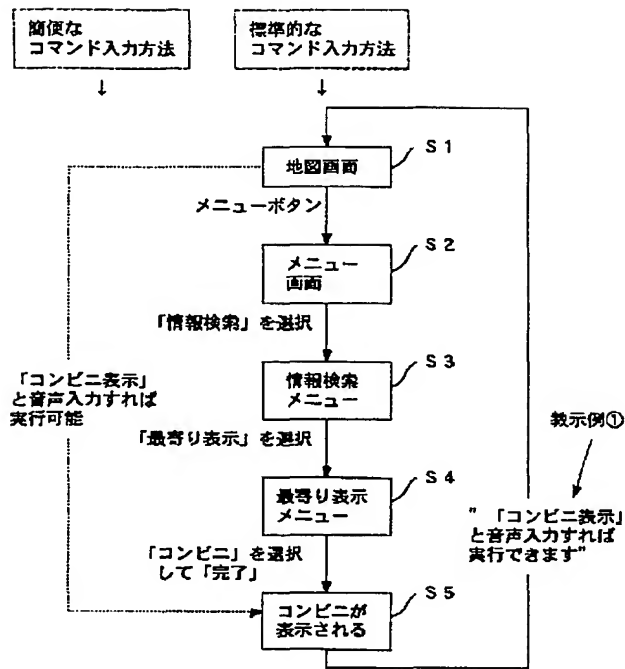 簡便な
コマンド入力方法
標準的な
コマンド入力方法
↓
↓
S1
地図画面
メニューボタン
S2
メニュー
画面
「情報検索」を選択
S3
情報検索
メニュー
「コンビニ表示」
と音声入力すれば
実行可能
「最寄り表示」を選択
S4
最寄り表示
メニュー
教示例①
"「コンビニ表示」
と音声入力すれば
実行できます"
「コンビニ」を選択
して「完了」
S5
コンビニが
表示される